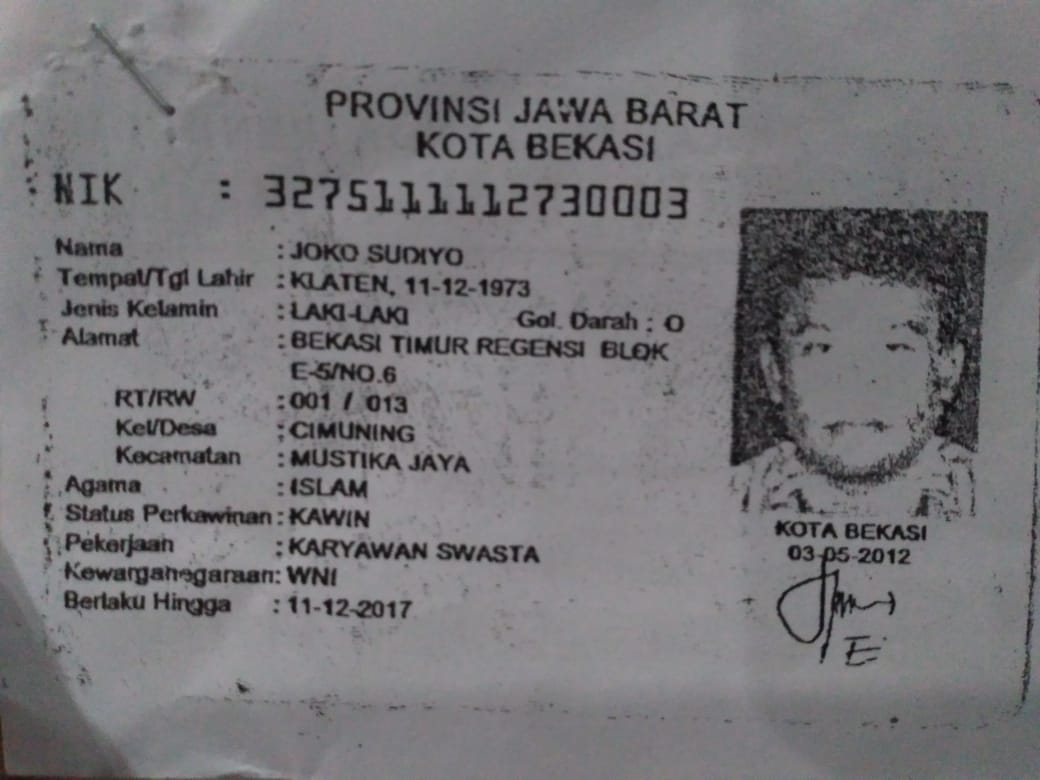 PROVINSI JAWA BARAT
KOTA BEKASI
NIK : 3275111112730003
Nama : JOKO SUDIYO
Tempat/Tgl Lahir : KLATEN, 11-12-1973
Jenis Kelamin : LAKI-LAKI Gol. Darah : O
Alamat : BEKASI TIMUR REGENSI BLOK
E-5/NO.6
RT/RW : 001 / 013
Kel/Desa : CIMUNING
Kecamatan : MUSTIKA JAYA
Agama : ISLAM
Status Perkawinan : KAWIN
Pekerjaan : KARYAWAN SWASTA
Kewarganegaraan : WNI
Berlaku Hingga : 11-12-2017
KOTA BEKASI
03-05-2012